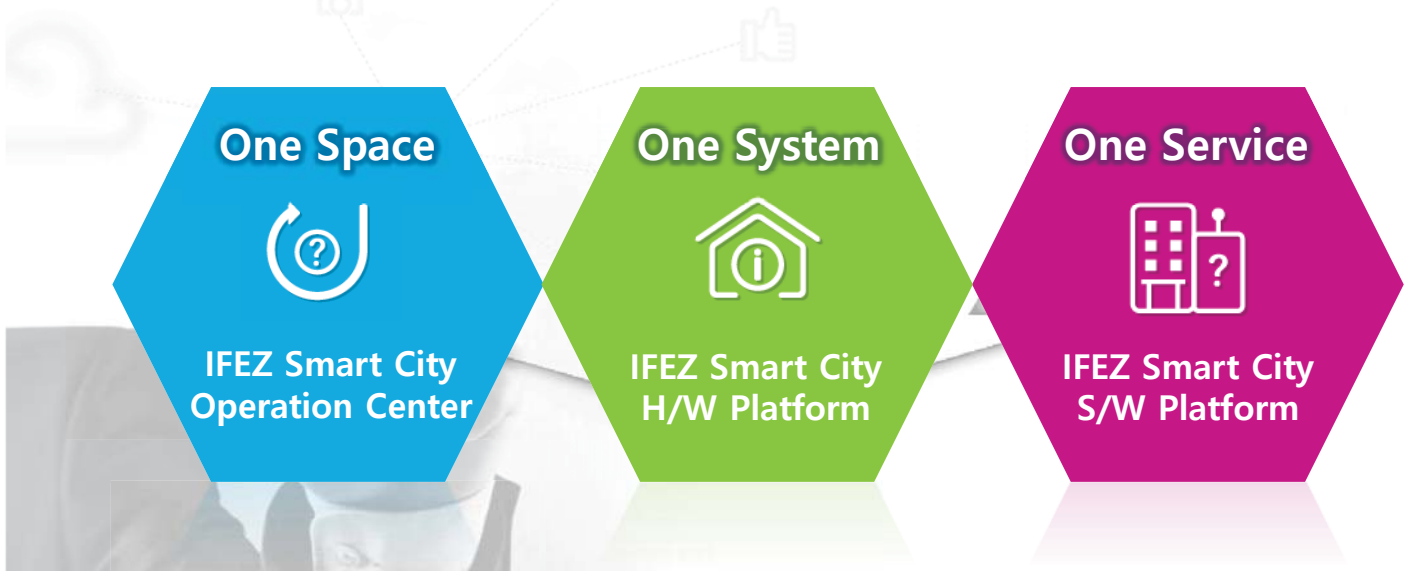 One Space
?
IFEZ Smart City
Operation Center
One System
i
IFEZ Smart City
H/W Platform
One Service
?
IFEZ Smart City
S/W Platform